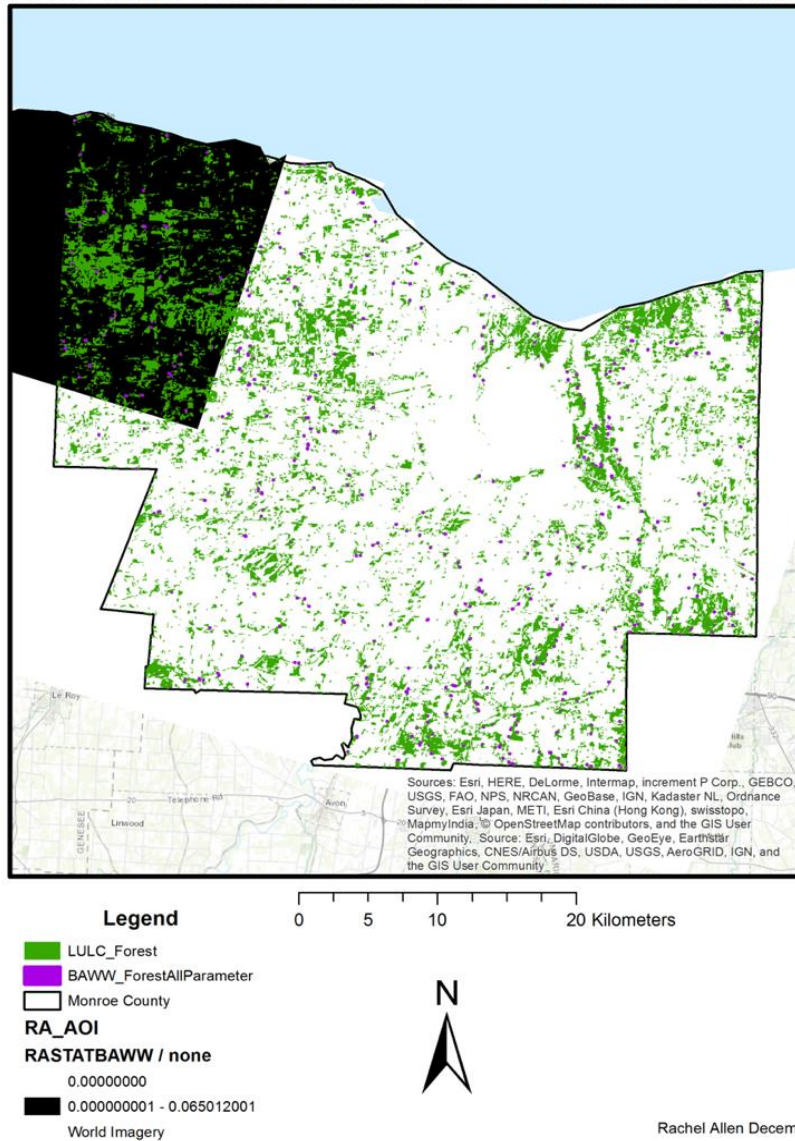 Le Roy
20
Telephone Rd
Linwood
Avon
GENESEE
Sources: Esri, HERE, DeLorme, Intermap, increment P Corp., GEBCO,
USGS, FAO, NPS, NRCAN, GeoBase, IGN, Kadaster NL, Ordnance
Survey, Esri Japan, METI, Esri China (Hong Kong), swisstopo,
MapmyIndia, © OpenStreetMap contributors, and the GIS User
Community, Source: Esri, DigitalGlobe, GeoEye, Earthstar
Geographics, CNES/Airbus DS, USDA, USGS, AeroGRID, IGN, and
the GIS User Community
Legend
0 5 10 20 Kilometers
LULC_Forest
BAWW_ForestAllParameter
Monroe County
RA_AOI
RASTATBAWW / none
0.00000000
0.000000001 - 0.065012001
World Imagery
N
Rachel Allen Decem